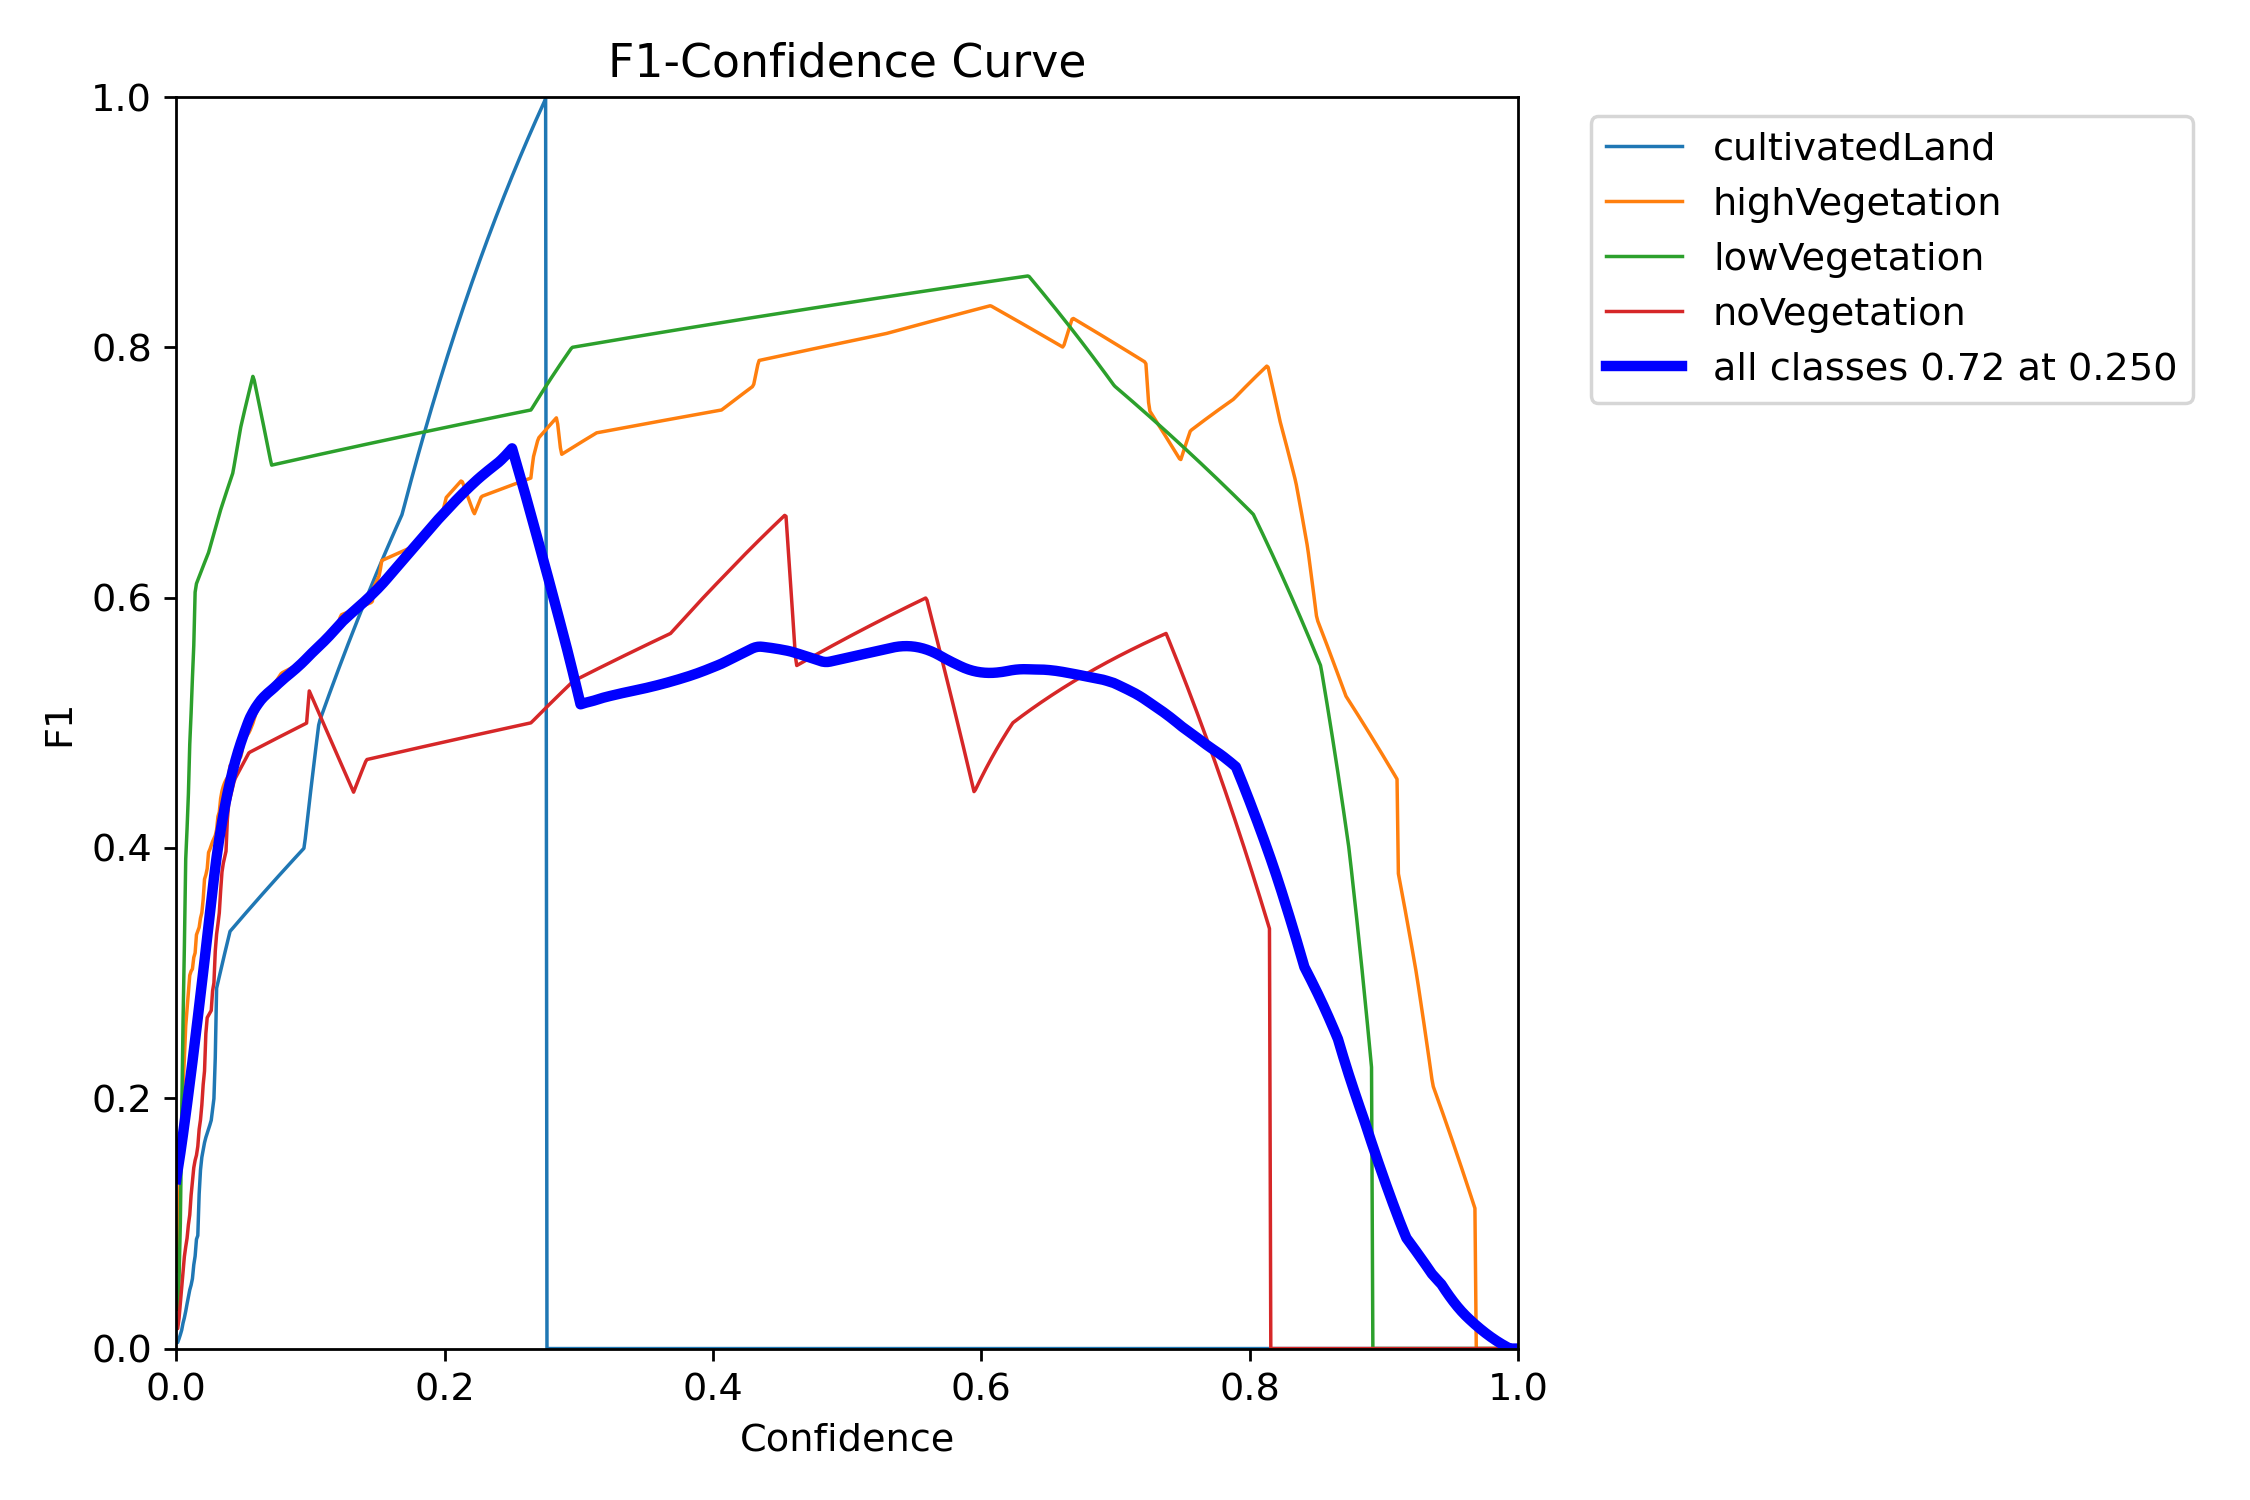 F1-Confidence Curve
1.0
0.8
0.6
0.4
0.2
0.0
F1
0.0 0.2 0.4 0.6 0.8 1.0
Confidence
cultivatedLand
highVegetation
lowVegetation
noVegetation
all classes 0.72 at 0.250